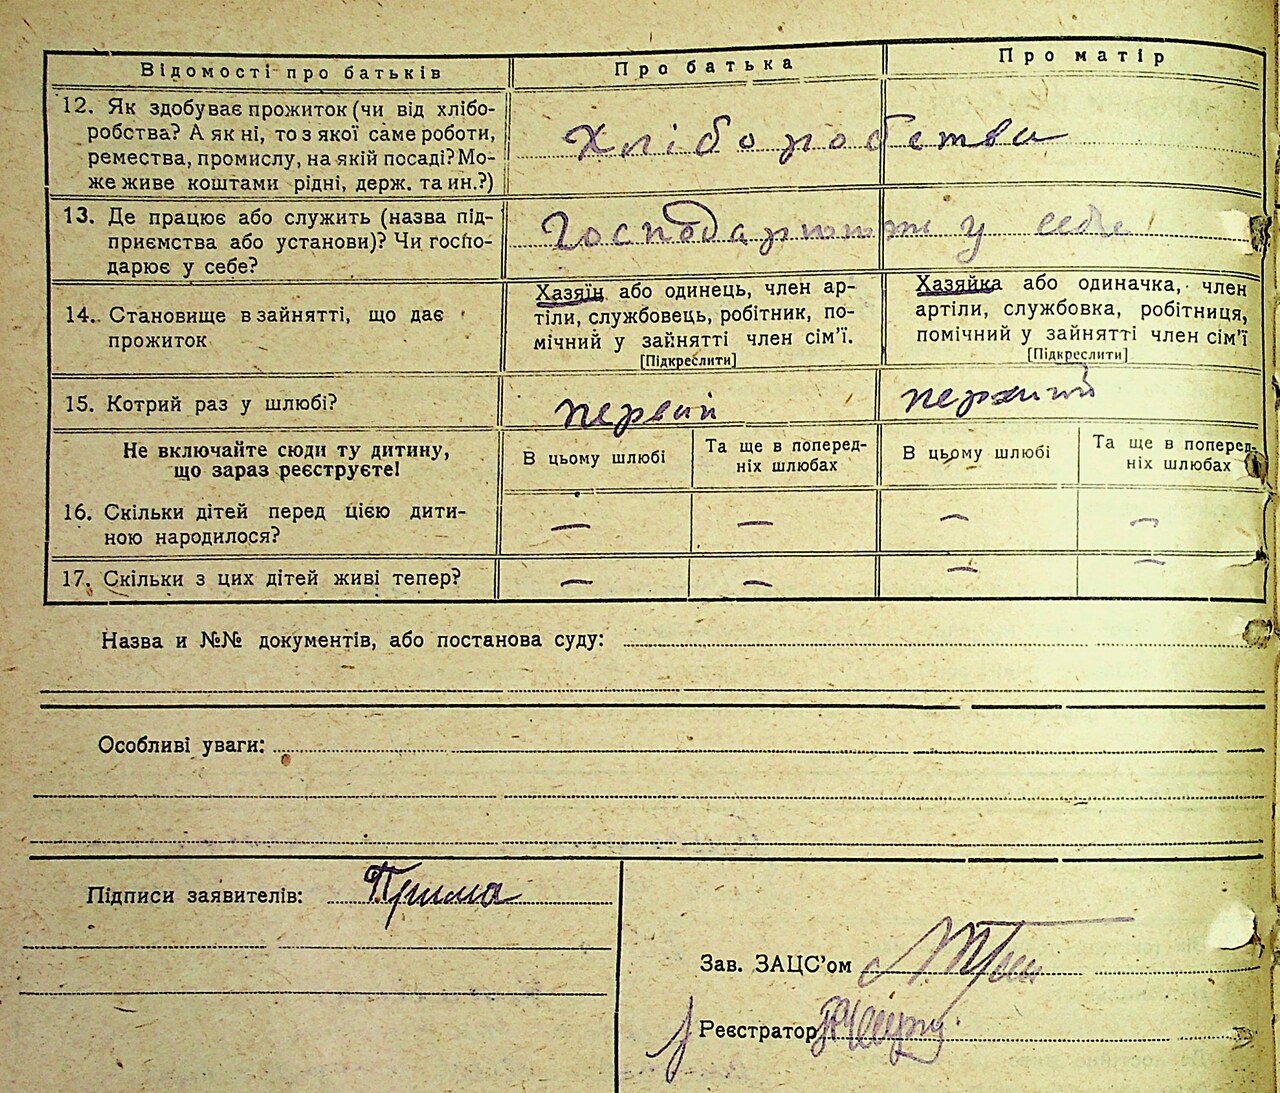 Відомості про батьків Про батька Про матір
12. Як здобуває прожиток (чи від хлібо-
робства? А як ні, то з якої саме роботи,
ремества, промислу, на якій посаді? Мо-
же живе коштами рідні, держ. та ин.?)
Хліборобства
13. Де працює або служить (назва під-
приємства або установи)? Чи госпо-
дарює у себе?
у себе
14. Становище в зайнятті, що дає
прожиток
Хазяїн або одинець, член ар-
тіли, службовець, робітник, по-
мічний у зайнятті член сім'ї.
[Підкреслити]
Хазяйка або одиначка, член
артіли, службовка, робітниця,
помічний у зайнятті член сім'ї
[Підкреслити]
15. Котрий раз у шлюбі?
первий
Не включайте сюди ту дитину,
що зараз реєструєте!
В цьому шлюбі
Та ще в поперед-
ніх шлюбах
В цьому шлюбі
Та ще в поперед-
ніх шлюбах
16. Скільки дітей перед цією дити-
ною народилося?
— — — —
17. Скільки з цих дітей живі тепер?
— — — —
Назва и №№ документів, або постанова суду:
Особливі уваги:
Підписи заявителів:
Зав. ЗАЦС'ом
Реєстратор